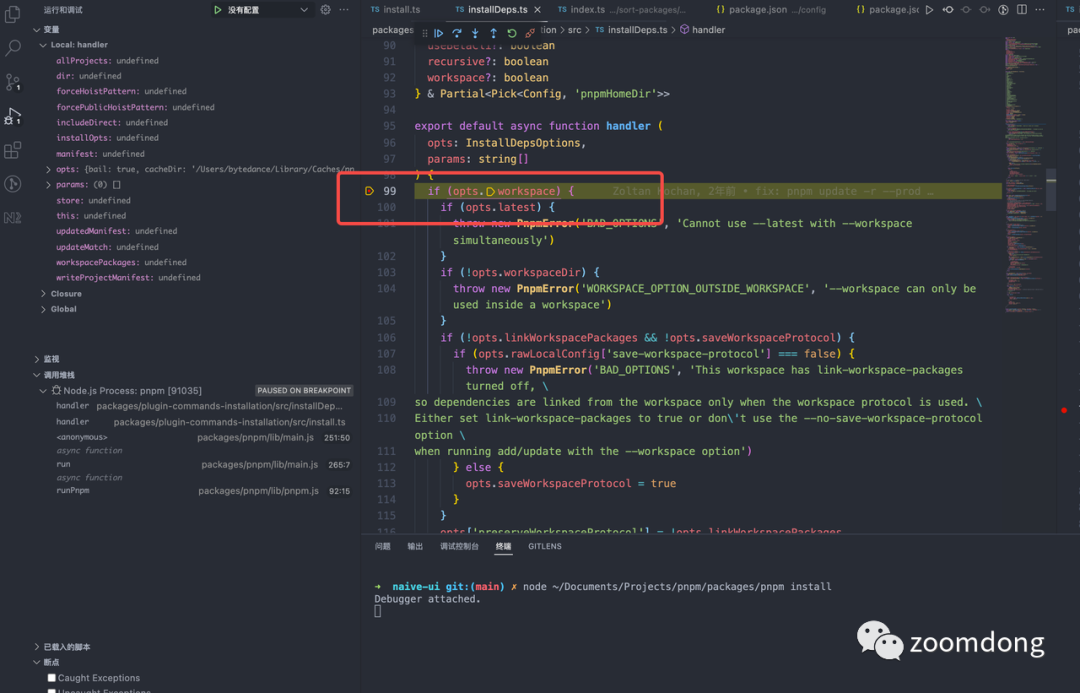 运行和调试
没有配置
变量
Local: handler
allProjects: undefined
dir: undefined
forceHoistPattern: undefined
forcePublicHoistPattern: undefined
includeDirect: undefined
installOpts: undefined
manifest: undefined
opts: {bail: true, cacheDir: '/Users/bytedance/Library/Caches/pn
params: (0) []
store: undefined
this: undefined
updatedManifest: undefined
updateMatch: undefined
workspacePackages: undefined
writeProjectManifest: undefined
Closure
Global
监视
调用堆栈
Node.js Process: pnpm [91035] PAUSED ON BREAKPOINT
handler packages/plugin-commands-installation/src/installDep...
handler packages/plugin-commands-installation/src/install.ts
<anonymous> packages/pnpm/lib/main.js 251:50
async function
run packages/pnpm/lib/main.js 265:7
async function
runPnpm packages/pnpm/lib/pnpm.js 92:15
已载入的脚本
断点
Caught Exceptions
Uncaught Exceptions
TS install.ts
TS installDeps.ts
TS index.ts .../sort-packages/...
{} package.json .../config
{} package.jsc
TS
packages
tion > src > TS installDeps.ts > handler
pac
90 useBetaCli?: boolean
91 recursive?: boolean
92 workspace?: boolean
93 } & Partial<Pick<Config, 'pnpmHomeDir'>>
94
95 export default async function handler (
96 opts: InstallDepsOptions,
97 params: string[]
98 ) {
99 if (opts.workspace) { Zoltan Kochan, 2年前 • fix: pnpm update -r --prod …
100 if (opts.latest) {
101 throw new PnpmError('BAD_OPTIONS', 'Cannot use --latest with --workspace
simultaneously')
102 }
103 if (!opts.workspaceDir) {
104 throw new PnpmError('WORKSPACE_OPTION_OUTSIDE_WORKSPACE', '--workspace can only be
used inside a workspace')
105 }
106 if (!opts.linkWorkspacePackages && !opts.saveWorkspaceProtocol) {
107 if (opts.rawLocalConfig['save-workspace-protocol'] === false) {
108 throw new PnpmError('BAD_OPTIONS', 'This workspace has link-workspace-packages
turned off, \
109 so dependencies are linked from the workspace only when the workspace protocol is used. \
110 Either set link-workspace-packages to true or don\'t use the --no-save-workspace-protocol
option \
111 when running add/update with the --workspace option')
112 } else {
113 opts.saveWorkspaceProtocol = true
114 }
115 }
116 opts['preserveWorkspaceProtocol'] = !opts.linkWorkspacePackages
问题 输出 调试控制台 终端 GITLENS
➜ naive-ui git:(main) ✗ node ~/Documents/Projects/pnpm/packages/pnpm install
Debugger attached.
zoomdong